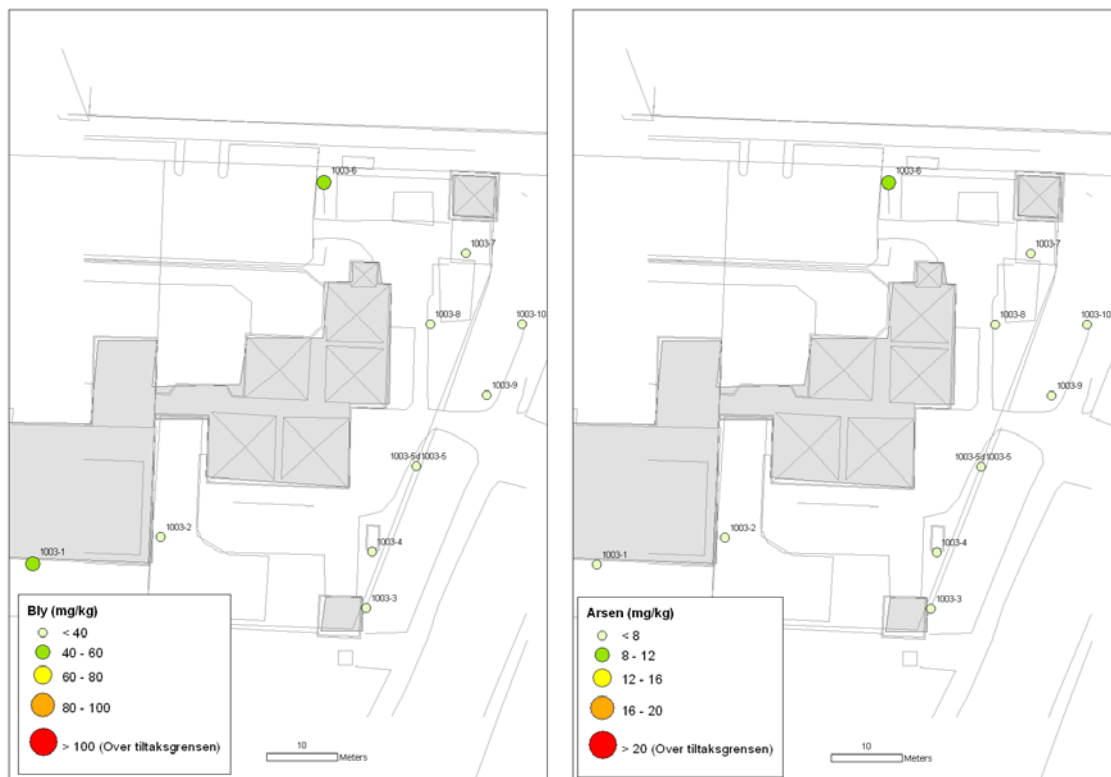 1003-6
1003-7
1003-8
1003-10
1003-9
1003-5d 1003-5
1003-2
1003-4
1003-1
1003-3
Bly (mg/kg)
< 40
40 - 60
60 - 80
80 - 100
> 100 (Over tiltaksgrensen)
10
Meters
1003-6
1003-7
1003-8
1003-10
1003-9
1003-5d 1003-5
1003-2
1003-4
1003-1
1003-3
Arsen (mg/kg)
< 8
8 - 12
12 - 16
16 - 20
> 20 (Over tiltaksgrensen)
10
Meters